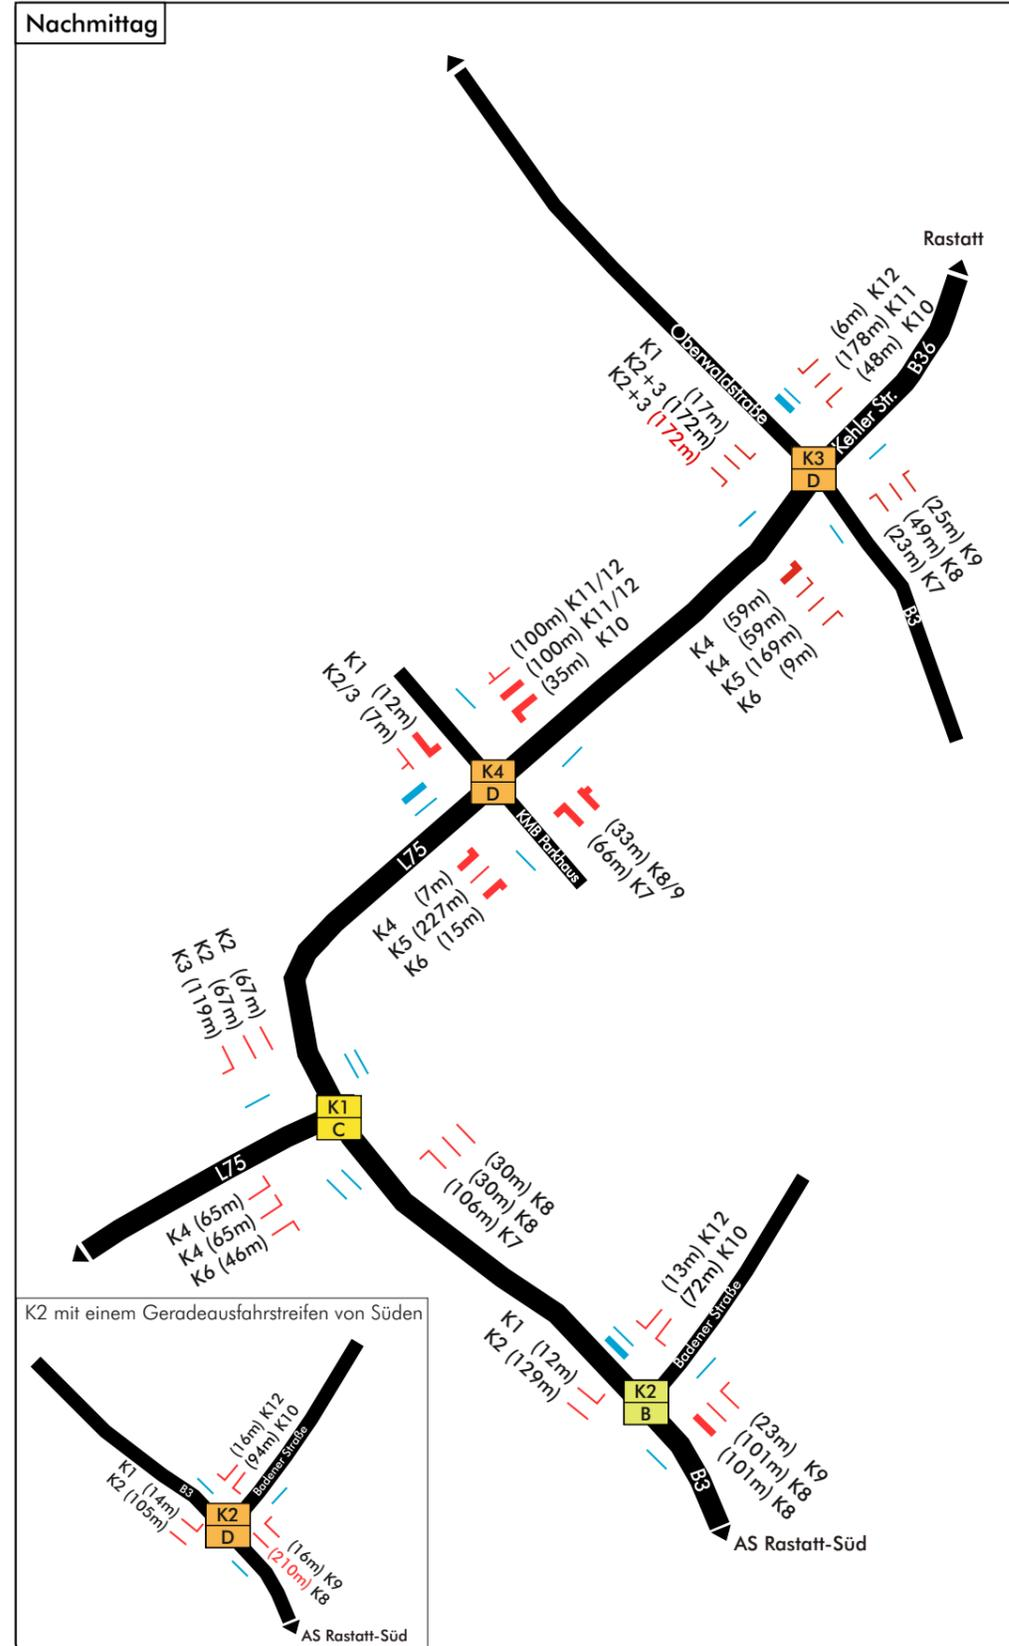 Nachmittag
Rastatt
(6m) K12
(178m) K11
(48m) K10
B36
Kehler Str.
Oberwaldstraße
K1 (17m)
K2+3 (172m)
K2+3 (172m)
K3
D
(25m) K9
(49m) K8
(23m) K7
B3
K4 (59m)
K4 (59m)
K5 (169m)
K6 (9m)
(100m) K11/12
(100m) K11/12
(35m) K10
K1 (12m)
K2/3 (7m)
K4
D
KMB Parkhaus
(33m) K8/9
(66m) K7
L75
K4 (7m)
K5 (227m)
K6 (15m)
K2 (67m)
K2 (67m)
K3 (119m)
K1
C
L75
(30m) K8
(30m) K8
(106m) K7
K4 (65m)
K4 (65m)
K6 (46m)
(13m) K12
(72m) K10
Badener Straße
K1 (12m)
K2 (129m)
K2
B
(23m) K9
(101m) K8
(101m) K8
B3
AS Rastatt-Süd
K2 mit einem Geradeausfahrstreifen von Süden
(16m) K12
(94m) K10
Badener Straße
K1 (14m)
K2 (105m)
B3
K2
D
(16m) K9
(210m) K8
AS Rastatt-Süd